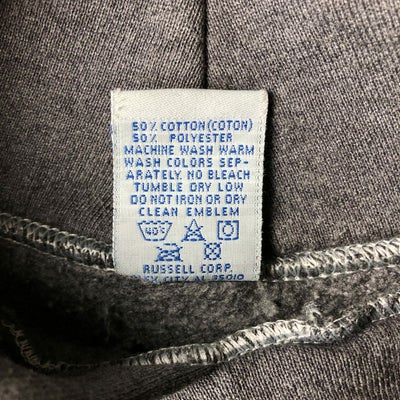 50% COTTON (COTON)
50% POLYESTER
MACHINE WASH WARM
WASH COLORS SEP-
ARATELY. NO BLEACH
TUMBLE DRY LOW
DO NOT IRON OR DRY
CLEAN EMBLEM
40°C
RUSSELL CORP.
CITY, AL 35010